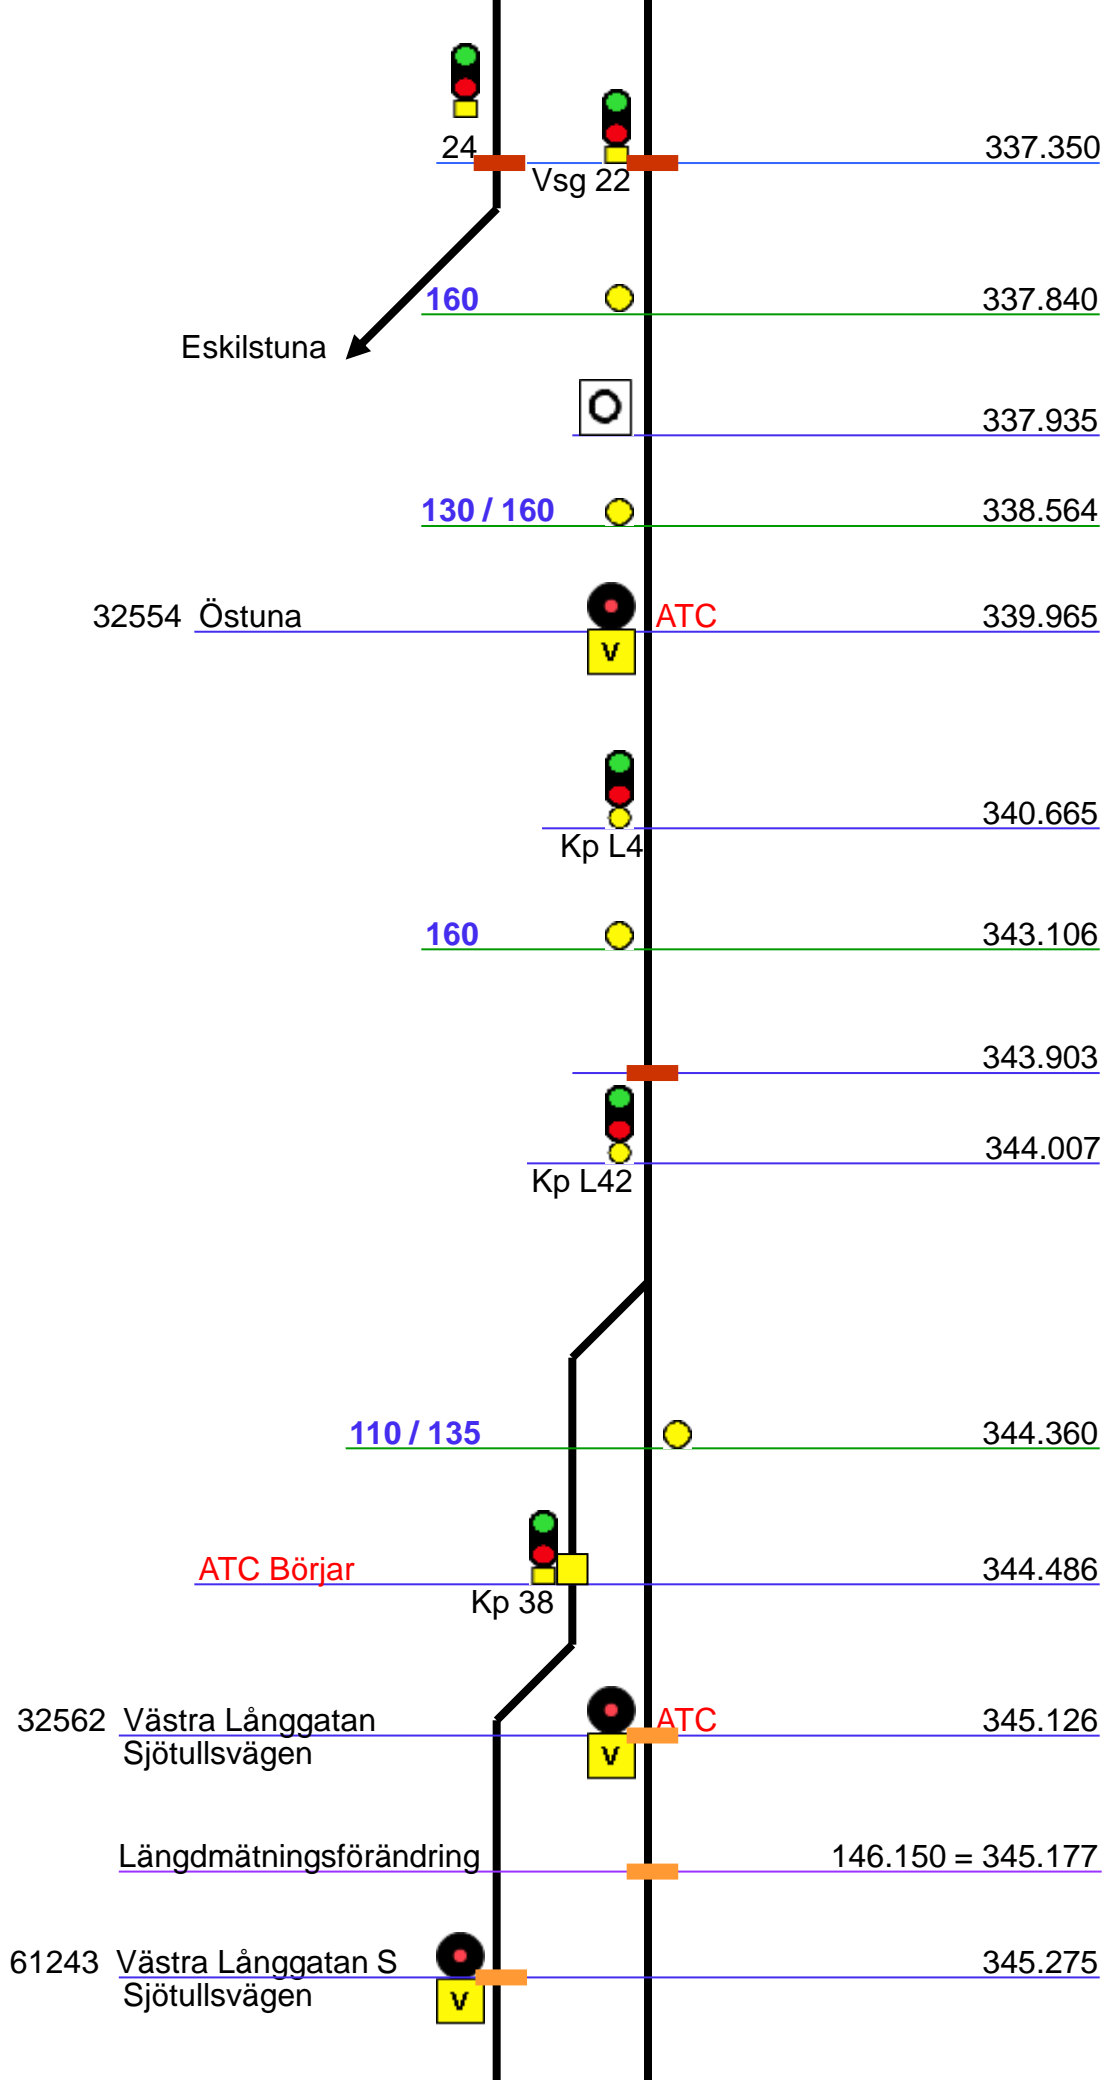 24
337.350
Vsg 22
160
337.840
Eskilstuna
O
337.935
130 / 160
338.564
32554 Östuna
ATC
339.965
V
340.665
Kp L4
160
343.106
343.903
344.007
Kp L42
110 / 135
344.360
ATC Börjar
344.486
Kp 38
32562 Västra Långgatan
ATC
345.126
Sjötullsvägen
V
Längdmätningsförändring
146.150 = 345.177
61243 Västra Långgatan S
345.275
Sjötullsvägen
V